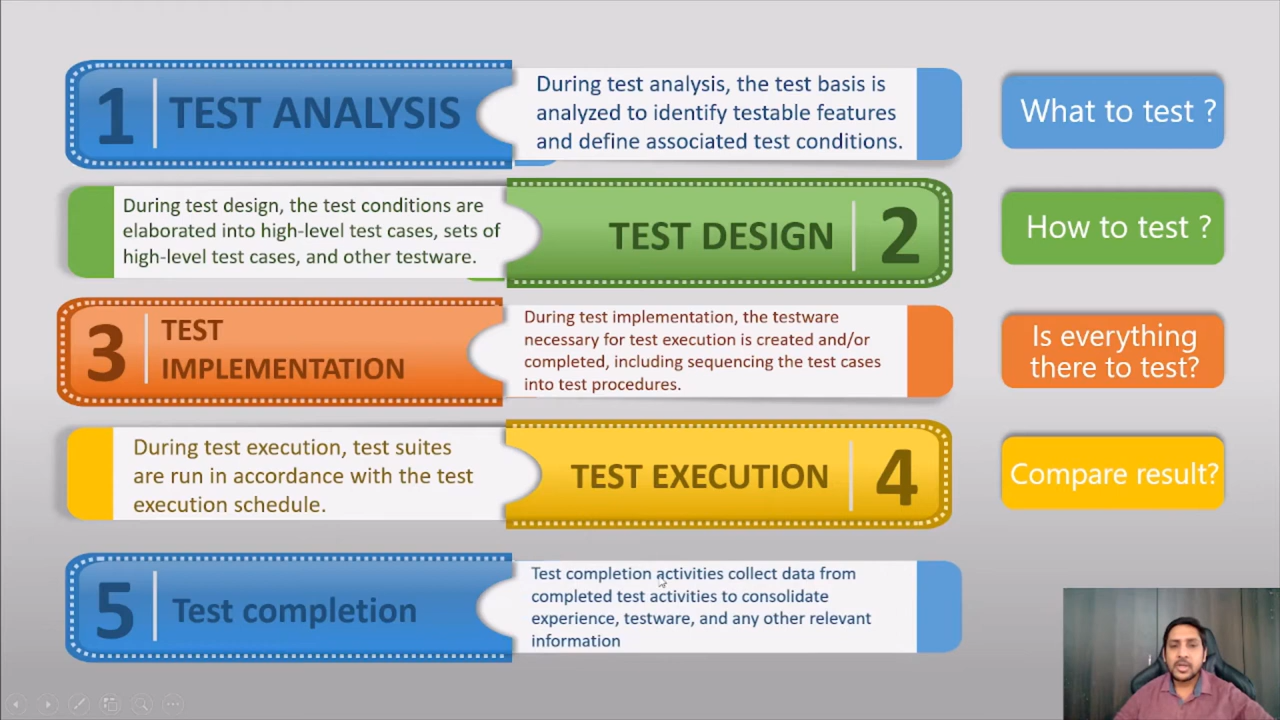 1
TEST ANALYSIS
During test analysis, the test basis is
analyzed to identify testable features
and define associated test conditions.
What to test ?
During test design, the test conditions are
elaborated into high-level test cases, sets of
high-level test cases, and other testware.
TEST DESIGN
2
How to test ?
3
TEST
IMPLEMENTATION
During test implementation, the testware
necessary for test execution is created and/or
completed, including sequencing the test cases
into test procedures.
Is everything
there to test?
During test execution, test suites
are run in accordance with the test
execution schedule.
TEST EXECUTION
4
Compare result?
5
Test completion
Test completion activities collect data from
completed test activities to consolidate
experience, testware, and any other relevant
information